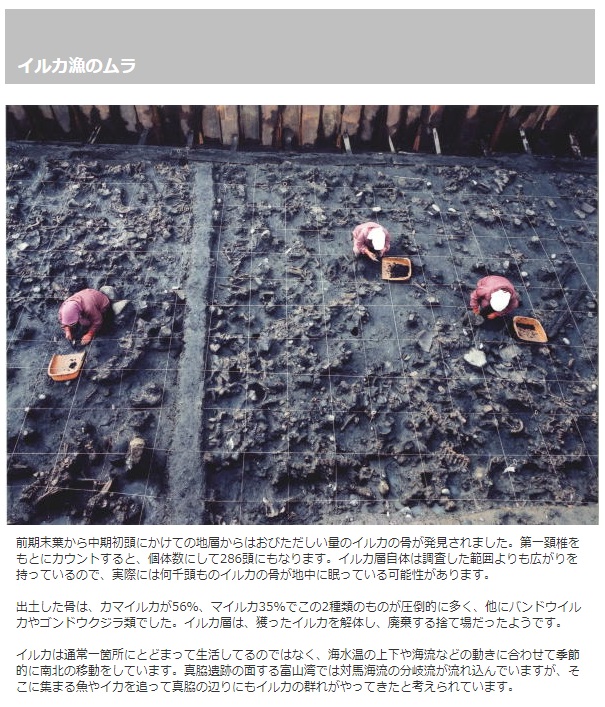 イルカ漁のムラ
前期末葉から中期初頭にかけての地層からはおびただしい量のイルカの骨が発見されました。第一頚椎を
もとにカウントすると、個体数にして286頭にもなります。イルカ層自体は調査した範囲よりも広がりを
持っているので、実際には何千頭ものイルカの骨が地中に眠っている可能性があります。
出土した骨は、カマイルカが56%、マイルカ35%でこの2種類のものが圧倒的に多く、他にバンドウイル
カやゴンドウクジラ類でした。イルカ層は、獲ったイルカを解体し、廃棄する捨て場だったようです。
イルカは通常一箇所にとどまって生活してるのではなく、海水温の上下や海流などの動きに合わせて季節
的に南北の移動をしています。真脇遺跡の面する富山湾では対馬海流の分岐流が流れ込んでいますが、そ
こに集まる魚やイカを追って真脇の辺りにもイルカの群れがやってきたと考えられています。